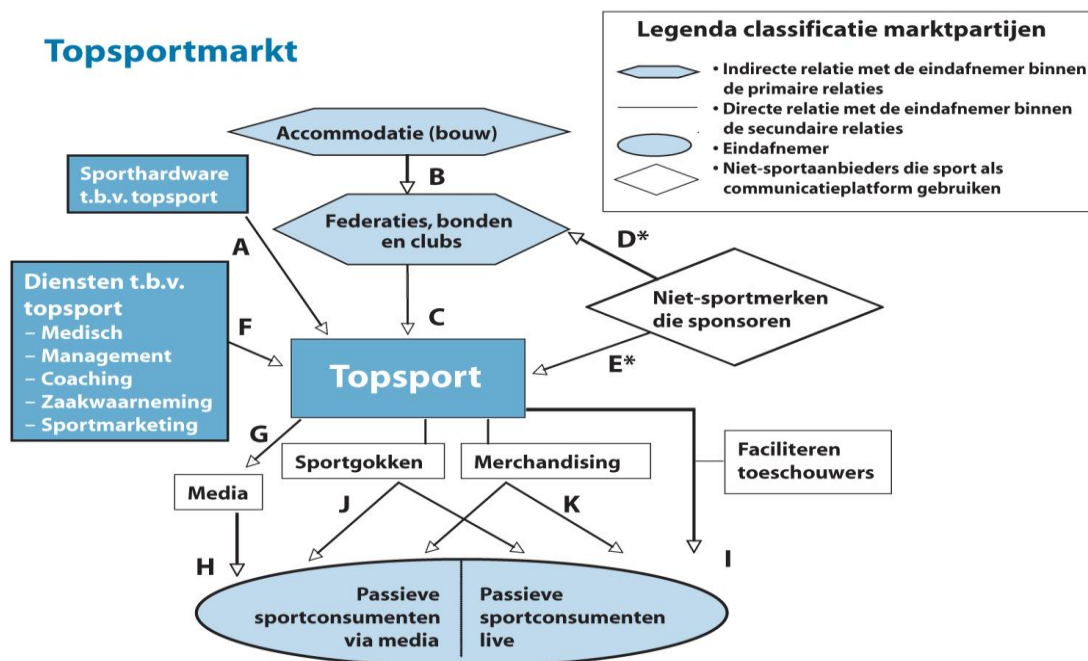 Topsportmarkt
Legenda classificatie marktpartijen
• Indirecte relatie met de eindafnemer binnen
de primaire relaties
• Directe relatie met de eindafnemer binnen
de secundaire relaties
• Eindafnemer
• Niet-sportaanbieders die sport als
communicatieplatform gebruiken
Accommodatie (bouw)
B
Sporthardware
t.b.v. topsport
A
Federaties, bonden
en clubs
D*
Diensten t.b.v.
topsport
– Medisch
– Management
– Coaching
– Zaakwaarneming
– Sportmarketing
F
C
Niet-sportmerken
die sponsoren
E*
Topsport
G
Sportgokken
Merchandising
Faciliteren
toeschouwers
Media
J
K
H
I
Passieve
sportconsumenten
via media
Passieve
sportconsumenten
live